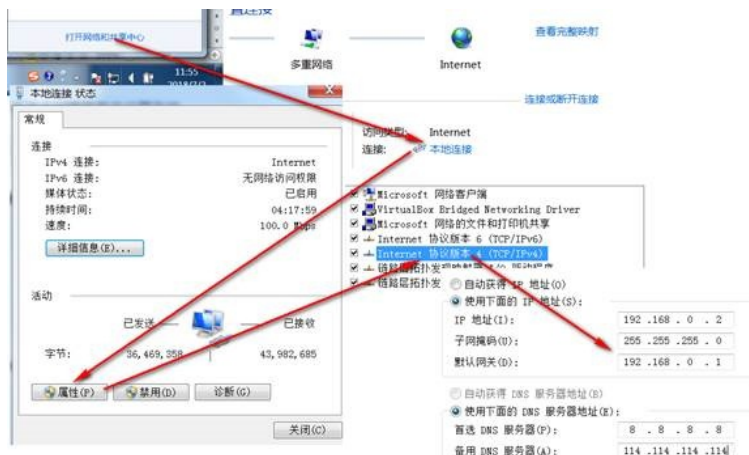 打开网络和共享中心
11:55
本地连接 状态
常规
连接
IPv4 连接: Internet
IPv6 连接: 无网络访问权限
媒体状态: 已启用
持续时间: 04:17:59
速度: 100.0 Mbps
详细信息(E)...
活动
已发送 — 已接收
字节: 36,469,358 43,982,685
属性(P) 禁用(D) 诊断(G)
关闭(C)
多重网络 Internet
查看完整映射
连接或断开连接
访问类型: Internet
连接: 本地连接
Microsoft 网络客户端
VirtualBox Bridged Networking Driver
Microsoft 网络的文件和打印机共享
Internet 协议版本 6 (TCP/IPv6)
Internet 协议版本 4 (TCP/IPv4)
链路层拓扑发
自动获得 IP 地址(O)
使用下面的 IP 地址(S):
IP 地址(I): 192 .168 . 0 . 2
子网掩码(U): 255 .255 .255 . 0
默认网关(D): 192 .168 . 0 . 1
自动获得 DNS 服务器地址(B)
使用下面的 DNS 服务器地址(E):
首选 DNS 服务器(P): 8 . 8 . 8 . 8
备用 DNS 服务器(A): 114 .114 .114 .114